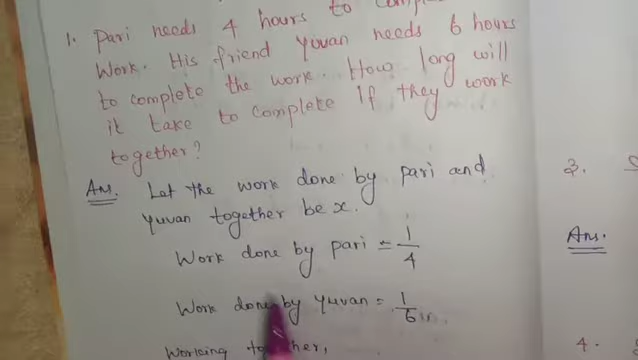 1. Pari needs 4 hours to
Work. His friend Yuvan needs 6 hours
to complete the work. How long will
it take to complete if they work
together?
Ans. Let the work done by pari and
yuvan together be x.
Work done by pari = 1/4
Work done by yuvan = 1/6
Working
3.
Ans.
4.